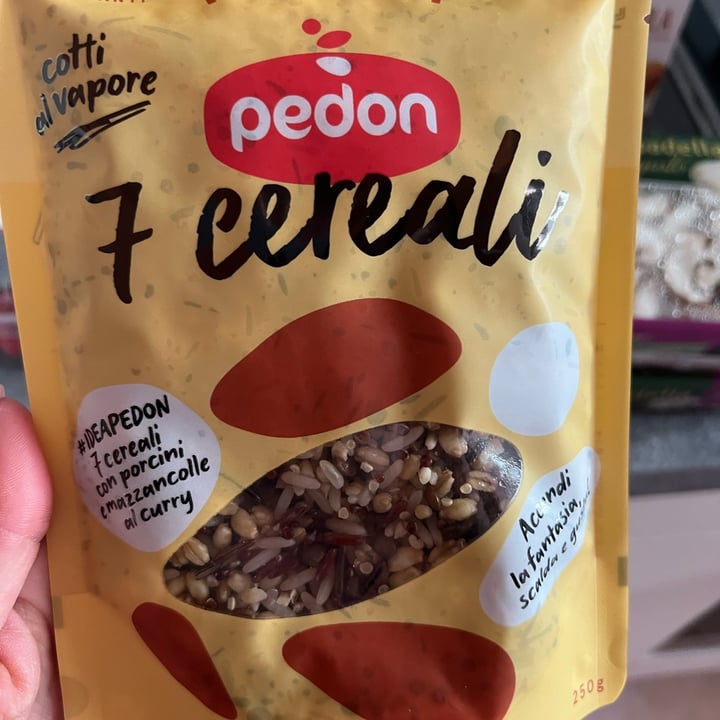 cotti
al vapore
pedon
7 cereali
#IDEAPEDON
7 cereali
con porcini
e mazzancolle
al curry
Accendi
la fantasia,
scalda e
250g